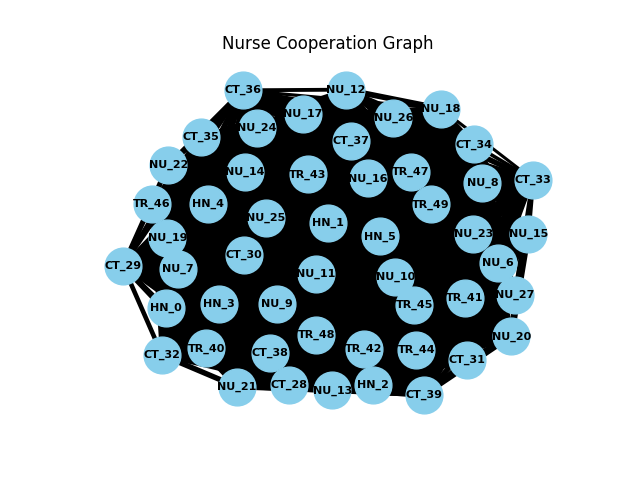 Nurse Cooperation Graph
CT_36
NU_12
NU_18
NU_17
NU_26
NU_24
CT_35
CT_37
CT_34
NU_22
NU_14
TR_43
NU_16
TR_47
NU_8
CT_33
TR_46
HN_4
TR_49
NU_25
HN_1
HN_5
NU_23
NU_15
NU_19
CT_30
NU_6
CT_29
NU_7
NU_11
NU_10
NU_27
HN_0
HN_3
NU_9
TR_45
TR_41
TR_48
NU_20
CT_32
TR_40
CT_38
TR_42
TR_44
CT_31
NU_21
CT_28
NU_13
HN_2
CT_39